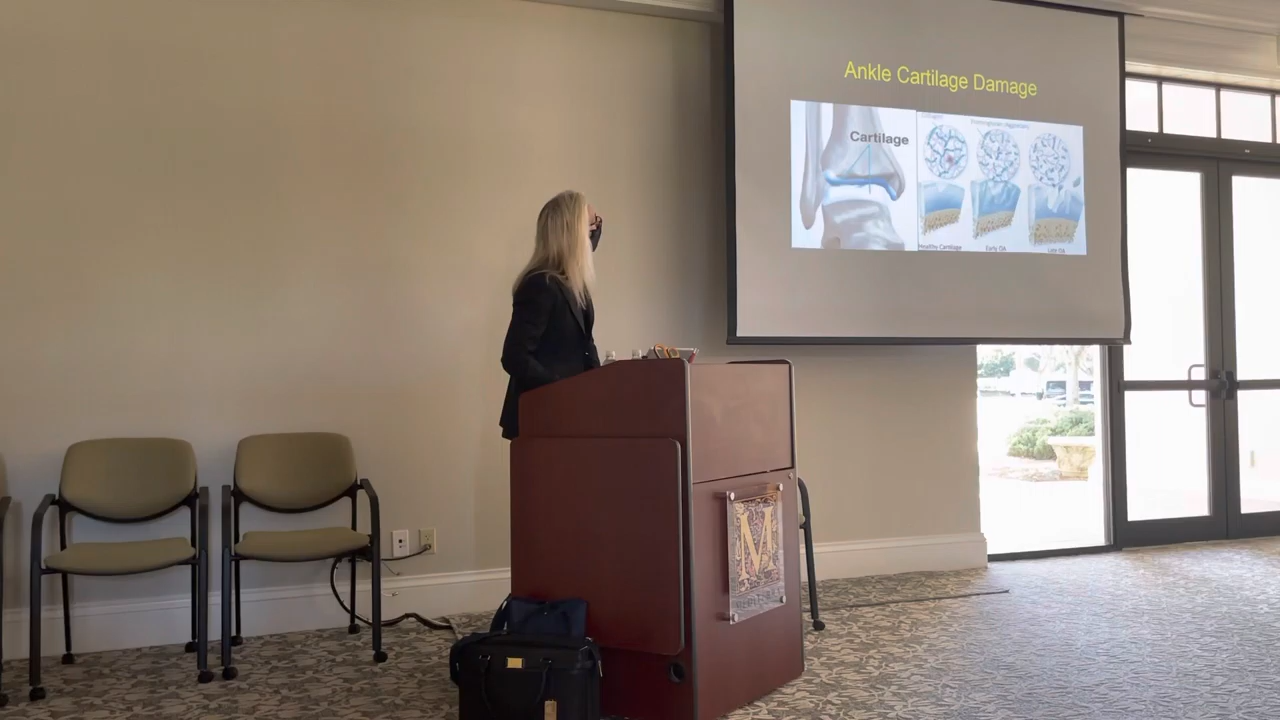 Ankle Cartilage Damage
Cartilage
Healthy Cartilage
Early OA
Late OA
M